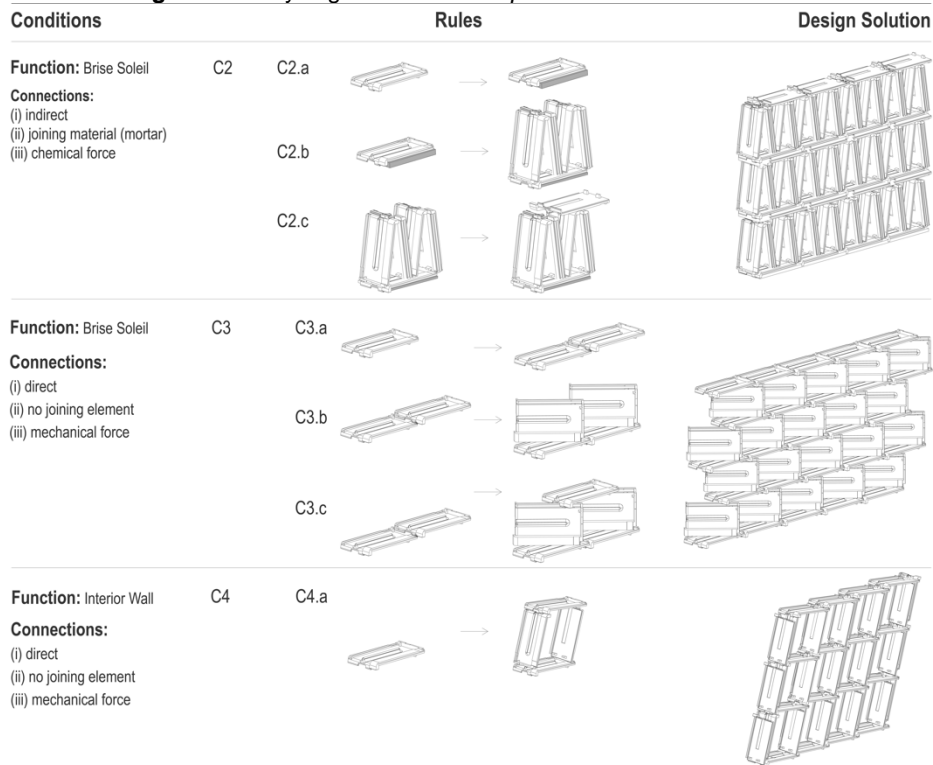 Conditions Rules Design Solution
Function: Brise Soleil C2 C2.a
Connections:
(i) indirect
(ii) joining material (mortar)
(iii) chemical force
C2.b
C2.c
Function: Brise Soleil C3 C3.a
Connections:
(i) direct
(ii) no joining element
(iii) mechanical force
C3.b
C3.c
Function: Interior Wall C4 C4.a
Connections:
(i) direct
(ii) no joining element
(iii) mechanical force